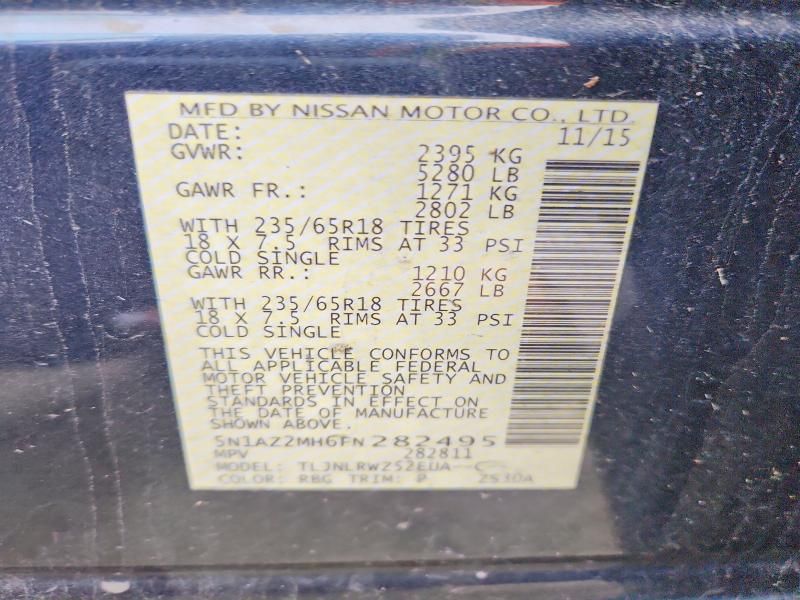 MFD BY NISSAN MOTOR CO., LTD.
DATE: 11/15
GVWR: 2395 KG
5280 LB
GAWR FR.: 1271 KG
2802 LB
WITH 235/65R18 TIRES
18 X 7.5 RIMS AT 33 PSI
COLD SINGLE
GAWR RR.: 1210 KG
2667 LB
WITH 235/65R18 TIRES
18 X 7.5 RIMS AT 33 PSI
COLD SINGLE
THIS VEHICLE CONFORMS TO
ALL APPLICABLE FEDERAL
MOTOR VEHICLE SAFETY AND
THEFT PREVENTION
STANDARDS IN EFFECT ON
THE DATE OF MANUFACTURE
SHOWN ABOVE.
5N1AZ2MH6FN282495
MPV 282811
MODEL: TLJNLRWZ52EUA--C-
COLOR: RBG TRIM: P 2S30A